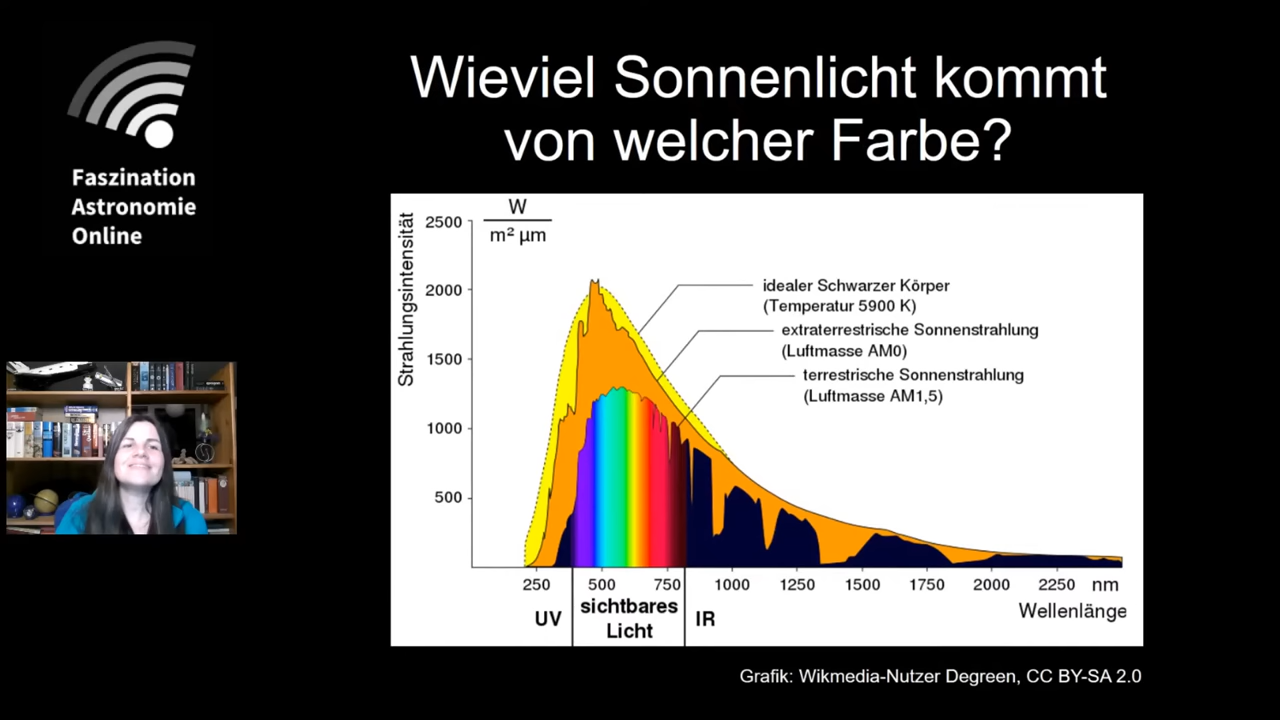 Faszination
Astronomie
Online
Wieviel Sonnenlicht kommt
von welcher Farbe?
Strahlungsintensität
W
m² µm
2500
2000
1500
1000
500
idealer Schwarzer Körper
(Temperatur 5900 K)
extraterrestrische Sonnenstrahlung
(Luftmasse AM0)
terrestrische Sonnenstrahlung
(Luftmasse AM1,5)
250 500 750 1000 1250 1500 1750 2000 2250 nm
Wellenlänge
UV
sichtbares
Licht
IR
Grafik: Wikmedia-Nutzer Degreen, CC BY-SA 2.0